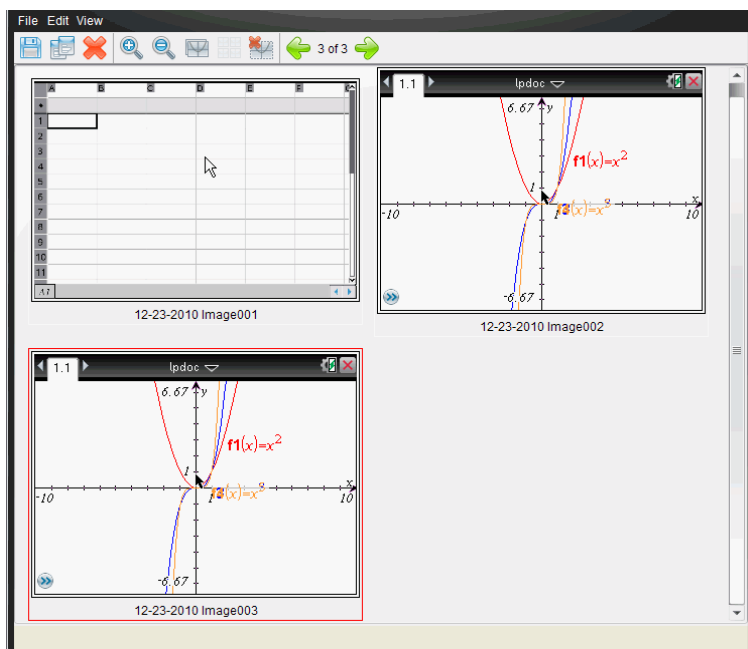 File Edit View
3 of 3
A B C D E F
1
2
3
4
5
6
7
8
9
10
11
A1
12-23-2010 Image001
1.1 lpdoc
6.67 y
f1(x)=x²
1
x
-10 1 10
-6.67
12-23-2010 Image002
1.1 lpdoc
6.67 y
f1(x)=x²
1
x
-10 1 10
-6.67
12-23-2010 Image003